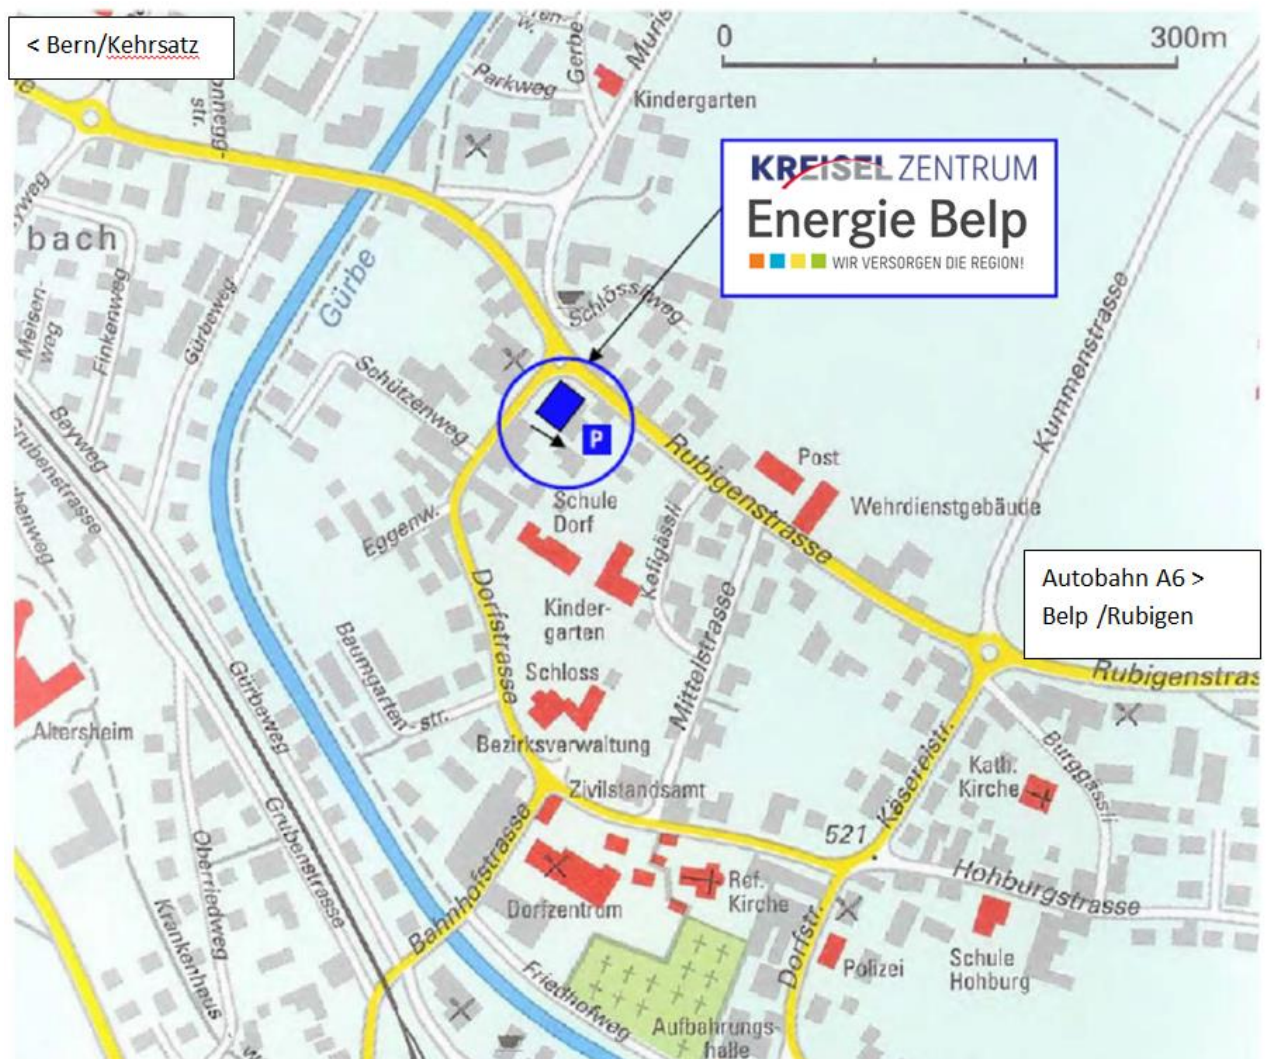 < Bern/Kehrsatz
0
300m
Parkweg
Gerbe
Kindergarten
KREISEL ZENTRUM
Energie Belp
WIR VERSORGEN DIE REGION!
bach
Gürbe
Schlössliweg
Meisen-
weg
Finkenweg
Gürbeweg
Schützenweg
Kummenstrasse
Beyweg
Grubenstrasse
P
Rubigenstrasse
Post
Wehrdienstgebäude
Schule
Dorf
Eggenw.
Kefigässli
Autobahn A6 >
Belp /Rubigen
Kinder-
garten
Dorfstrasse
Mittelstrasse
Baumgarten-str.
Schloss
Bezirksverwaltung
Rubigenstras
Altersheim
Gürbeweg
Käsereistr.
Kath.
Kirche
Burggässli
Zivilstandsamt
521
Grubenstrasse
Oberriedweg
Krankenhaus
Bahnhofstrasse
Dorfzentrum
Ref.
Kirche
Hohburgstrasse
Dorfstr.
Polizei
Schule
Hohburg
Friedhofweg
Aufbahrungs-
halle